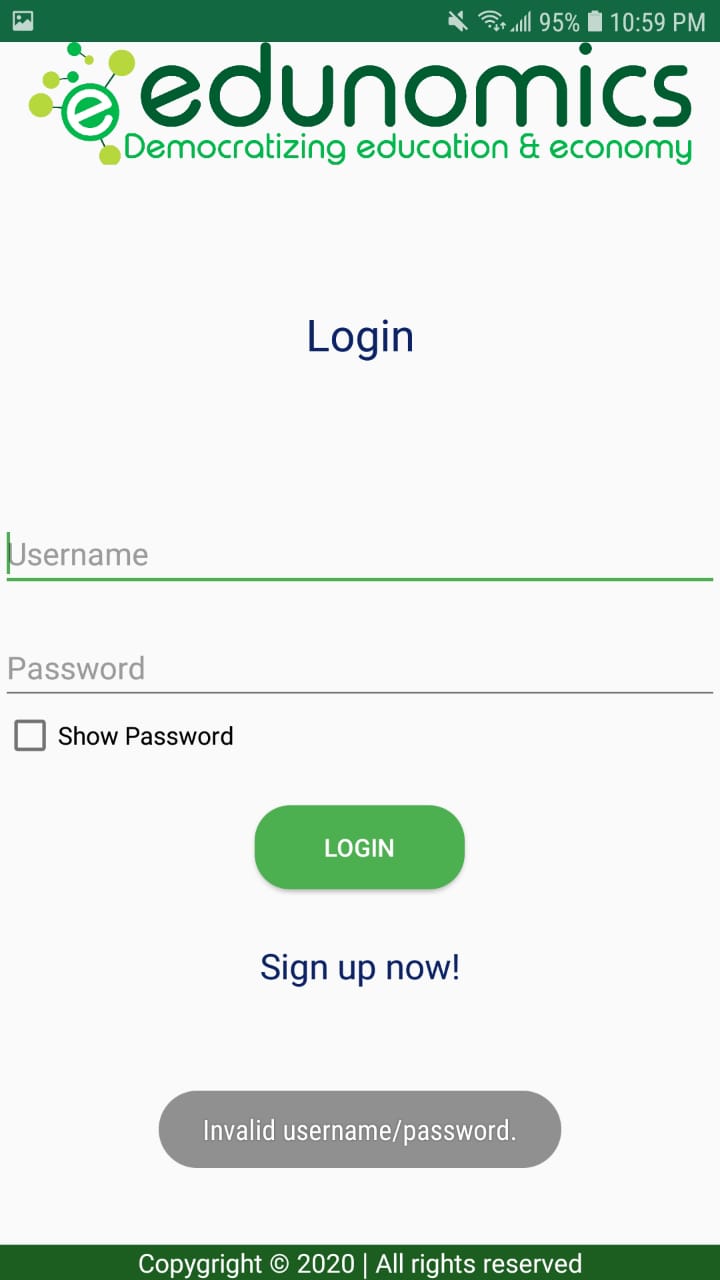 95% 10:59 PM
e edunomics
Democratizing education & economy
Login
Username
Password
Show Password
LOGIN
Sign up now!
Invalid username/password.
Copygright © 2020 | All rights reserved